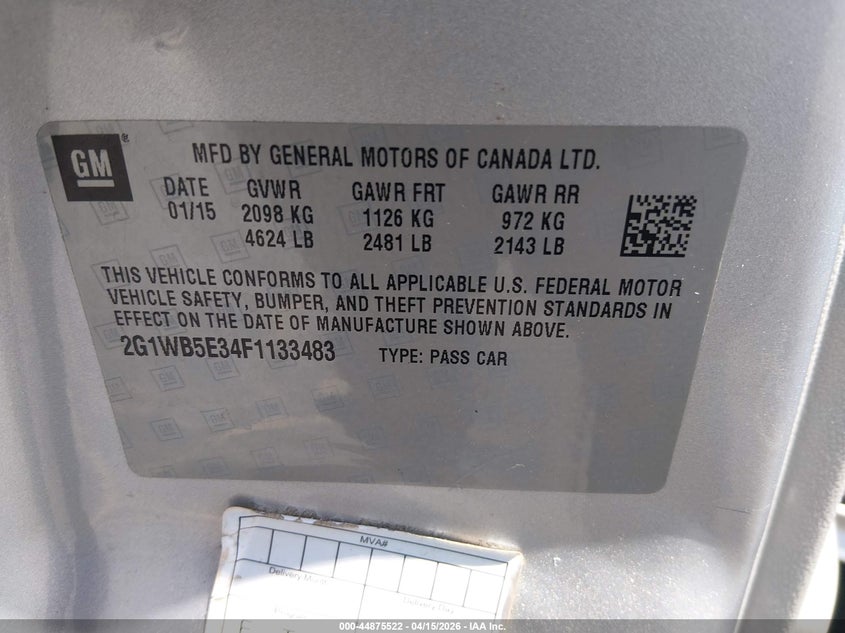 GM ®
MFD BY GENERAL MOTORS OF CANADA LTD.
DATE GVWR GAWR FRT GAWR RR
01/15 2098 KG 1126 KG 972 KG
4624 LB 2481 LB 2143 LB
THIS VEHICLE CONFORMS TO ALL APPLICABLE U.S. FEDERAL MOTOR
VEHICLE SAFETY, BUMPER, AND THEFT PREVENTION STANDARDS IN
EFFECT ON THE DATE OF MANUFACTURE SHOWN ABOVE.
2G1WB5E34F1133483 TYPE: PASS CAR
MVA#
Delivery Month
Delivery Day
000-44875522 - 04/15/2026 - IAA Inc.